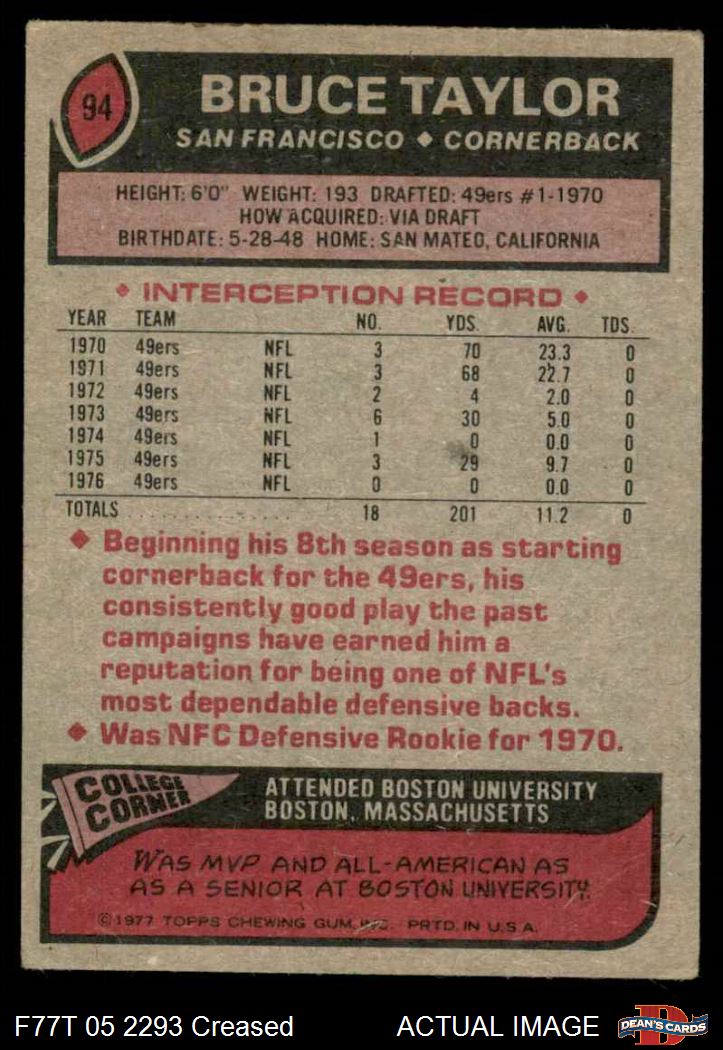 94
BRUCE TAYLOR
SAN FRANCISCO ♦ CORNERBACK
HEIGHT: 6'0" WEIGHT: 193 DRAFTED: 49ers #1-1970
HOW ACQUIRED: VIA DRAFT
BIRTHDATE: 5-28-48 HOME: SAN MATEO, CALIFORNIA
♦ INTERCEPTION RECORD ♦
YEAR TEAM NO. YDS. AVG. TDS.
1970 49ers NFL 3 70 23.3 0
1971 49ers NFL 3 68 22.7 0
1972 49ers NFL 2 4 2.0 0
1973 49ers NFL 6 30 5.0 0
1974 49ers NFL 1 0 0.0 0
1975 49ers NFL 3 29 9.7 0
1976 49ers NFL 0 0 0.0 0
TOTALS 18 201 11.2 0
♦ Beginning his 8th season as starting
cornerback for the 49ers, his
consistently good play the past
campaigns have earned him a
reputation for being one of NFL's
most dependable defensive backs.
♦ Was NFC Defensive Rookie for 1970.
COLLEGE
CORNER
ATTENDED BOSTON UNIVERSITY
BOSTON, MASSACHUSETTS
WAS MVP AND ALL-AMERICAN AS
AS A SENIOR AT BOSTON UNIVERSITY.
©1977 TOPPS CHEWING GUM, INC. PRTD. IN U.S.A.
F77T 05 2293 Creased
ACTUAL IMAGE
D
DEAN'S CARDS